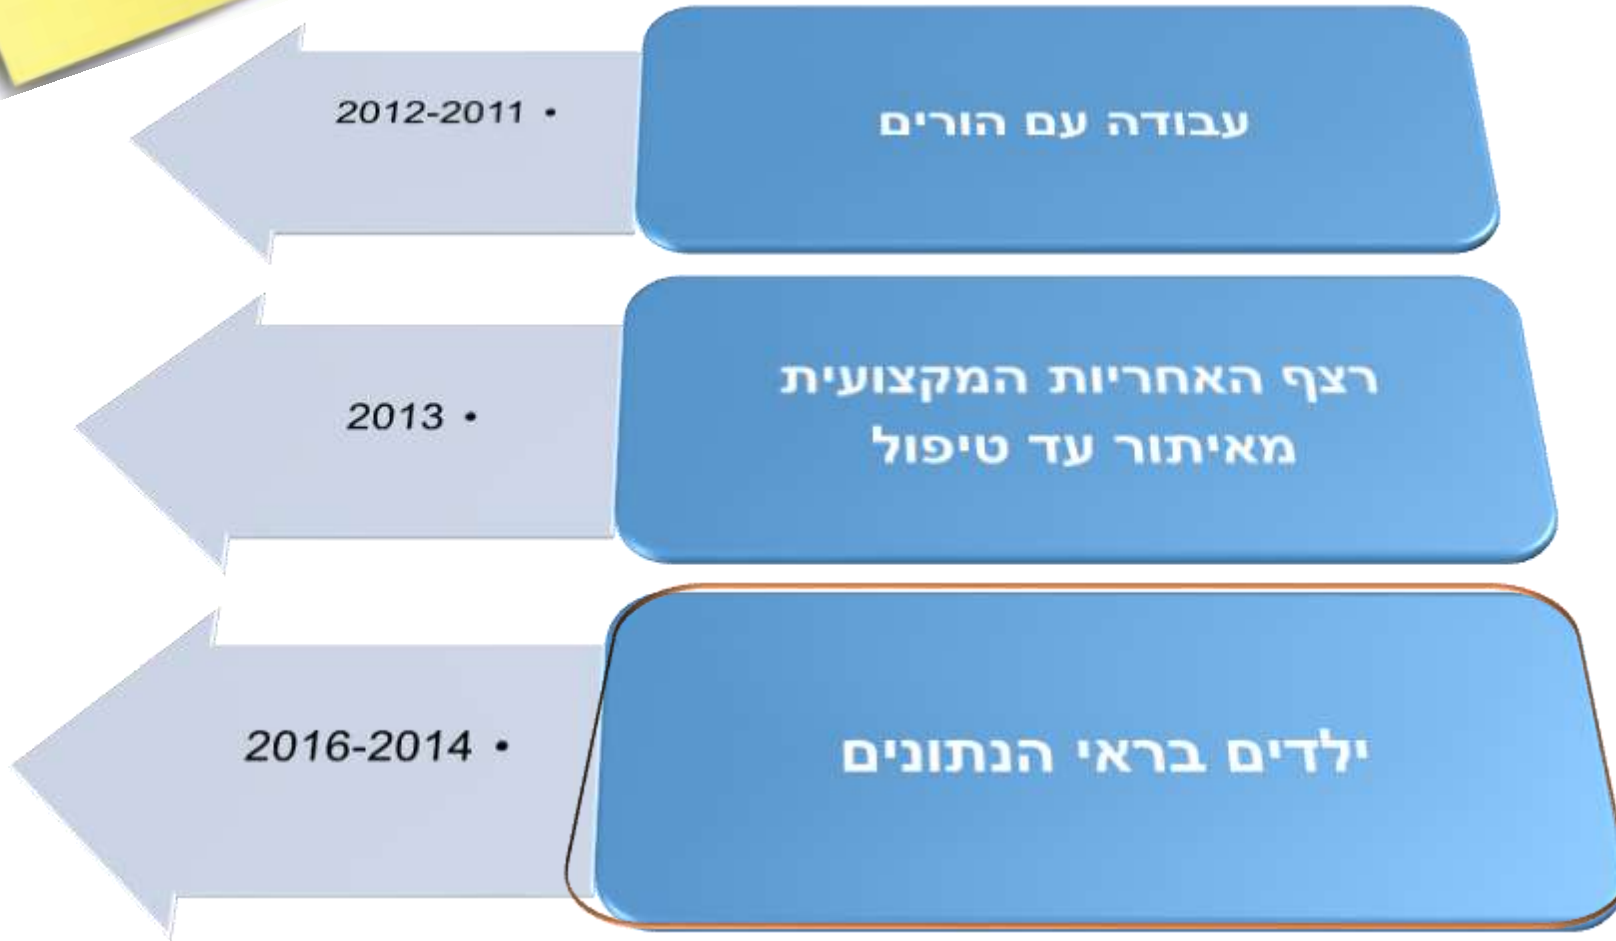 עבודה עם הורים
• 2012-2011
רצף האחריות המקצועית
מאיתור עד טיפול
• 2013
ילדים בראי הנתונים
• 2016-2014